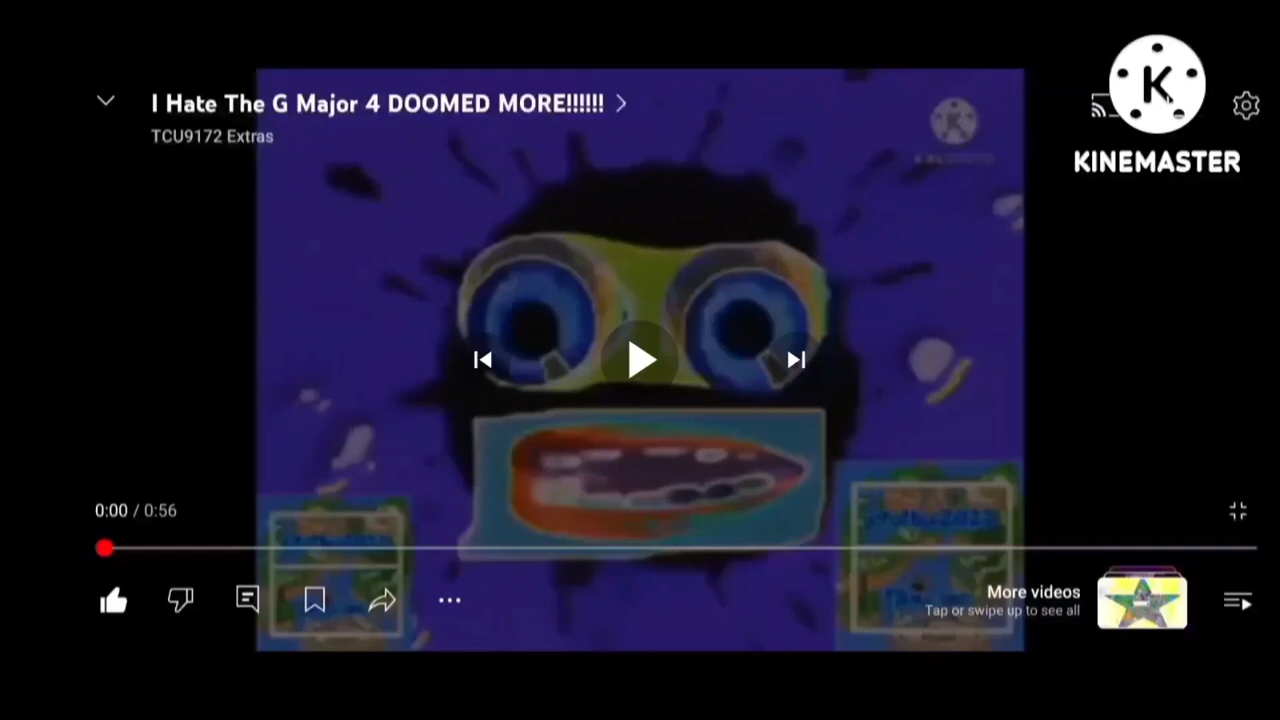 I Hate The G Major 4 DOOMED MORE!!!!!!
TCU9172 Extras
K
KINEMASTER
0:00 / 0:56
More videos
Tap or swipe up to see all